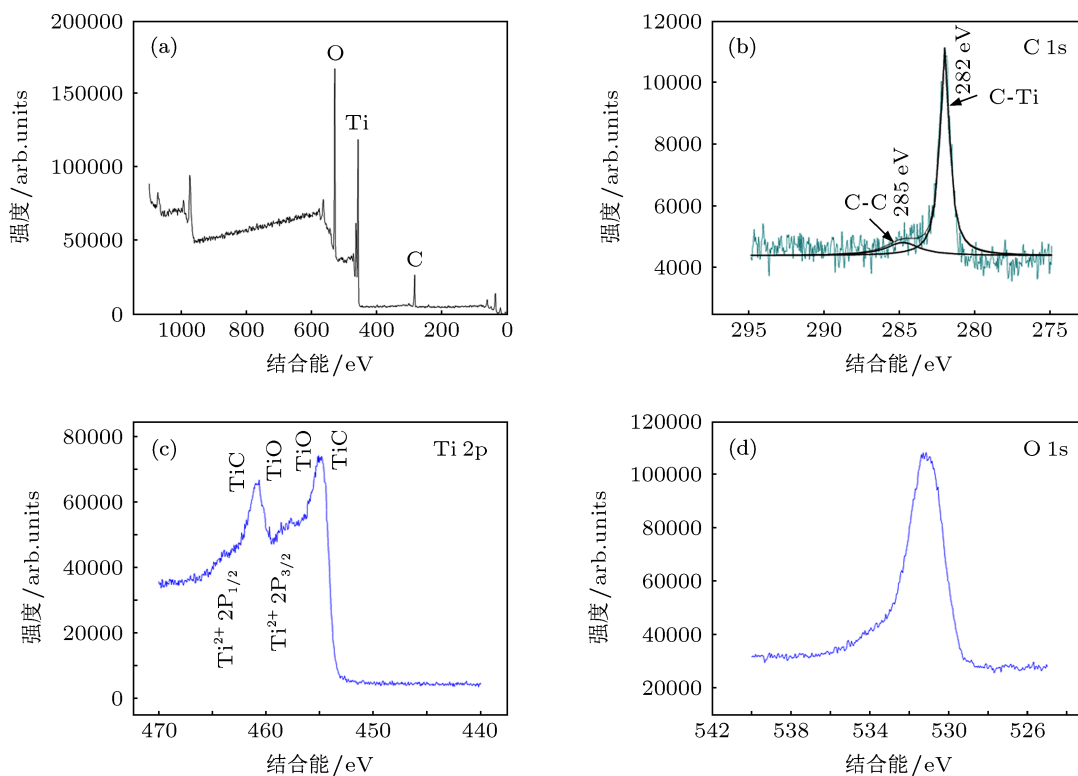 (a)
200000
150000
100000
50000
0
O
Ti
C
1000
800
600
400
200
0
强度/arb.units
结合能/eV
(b)
C 1s
12000
10000
8000
6000
4000
282 eV
C-Ti
285 eV
C-C
295
290
285
280
275
强度/arb.units
结合能/eV
(c)
Ti 2p
80000
60000
40000
20000
0
TiC
TiO
TiO
TiC
Ti²⁺ 2P₁/₂
Ti²⁺ 2P₃/₂
470
460
450
440
强度/arb.units
结合能/eV
(d)
O 1s
120000
100000
80000
60000
40000
20000
542
538
534
530
526
强度/arb.units
结合能/eV